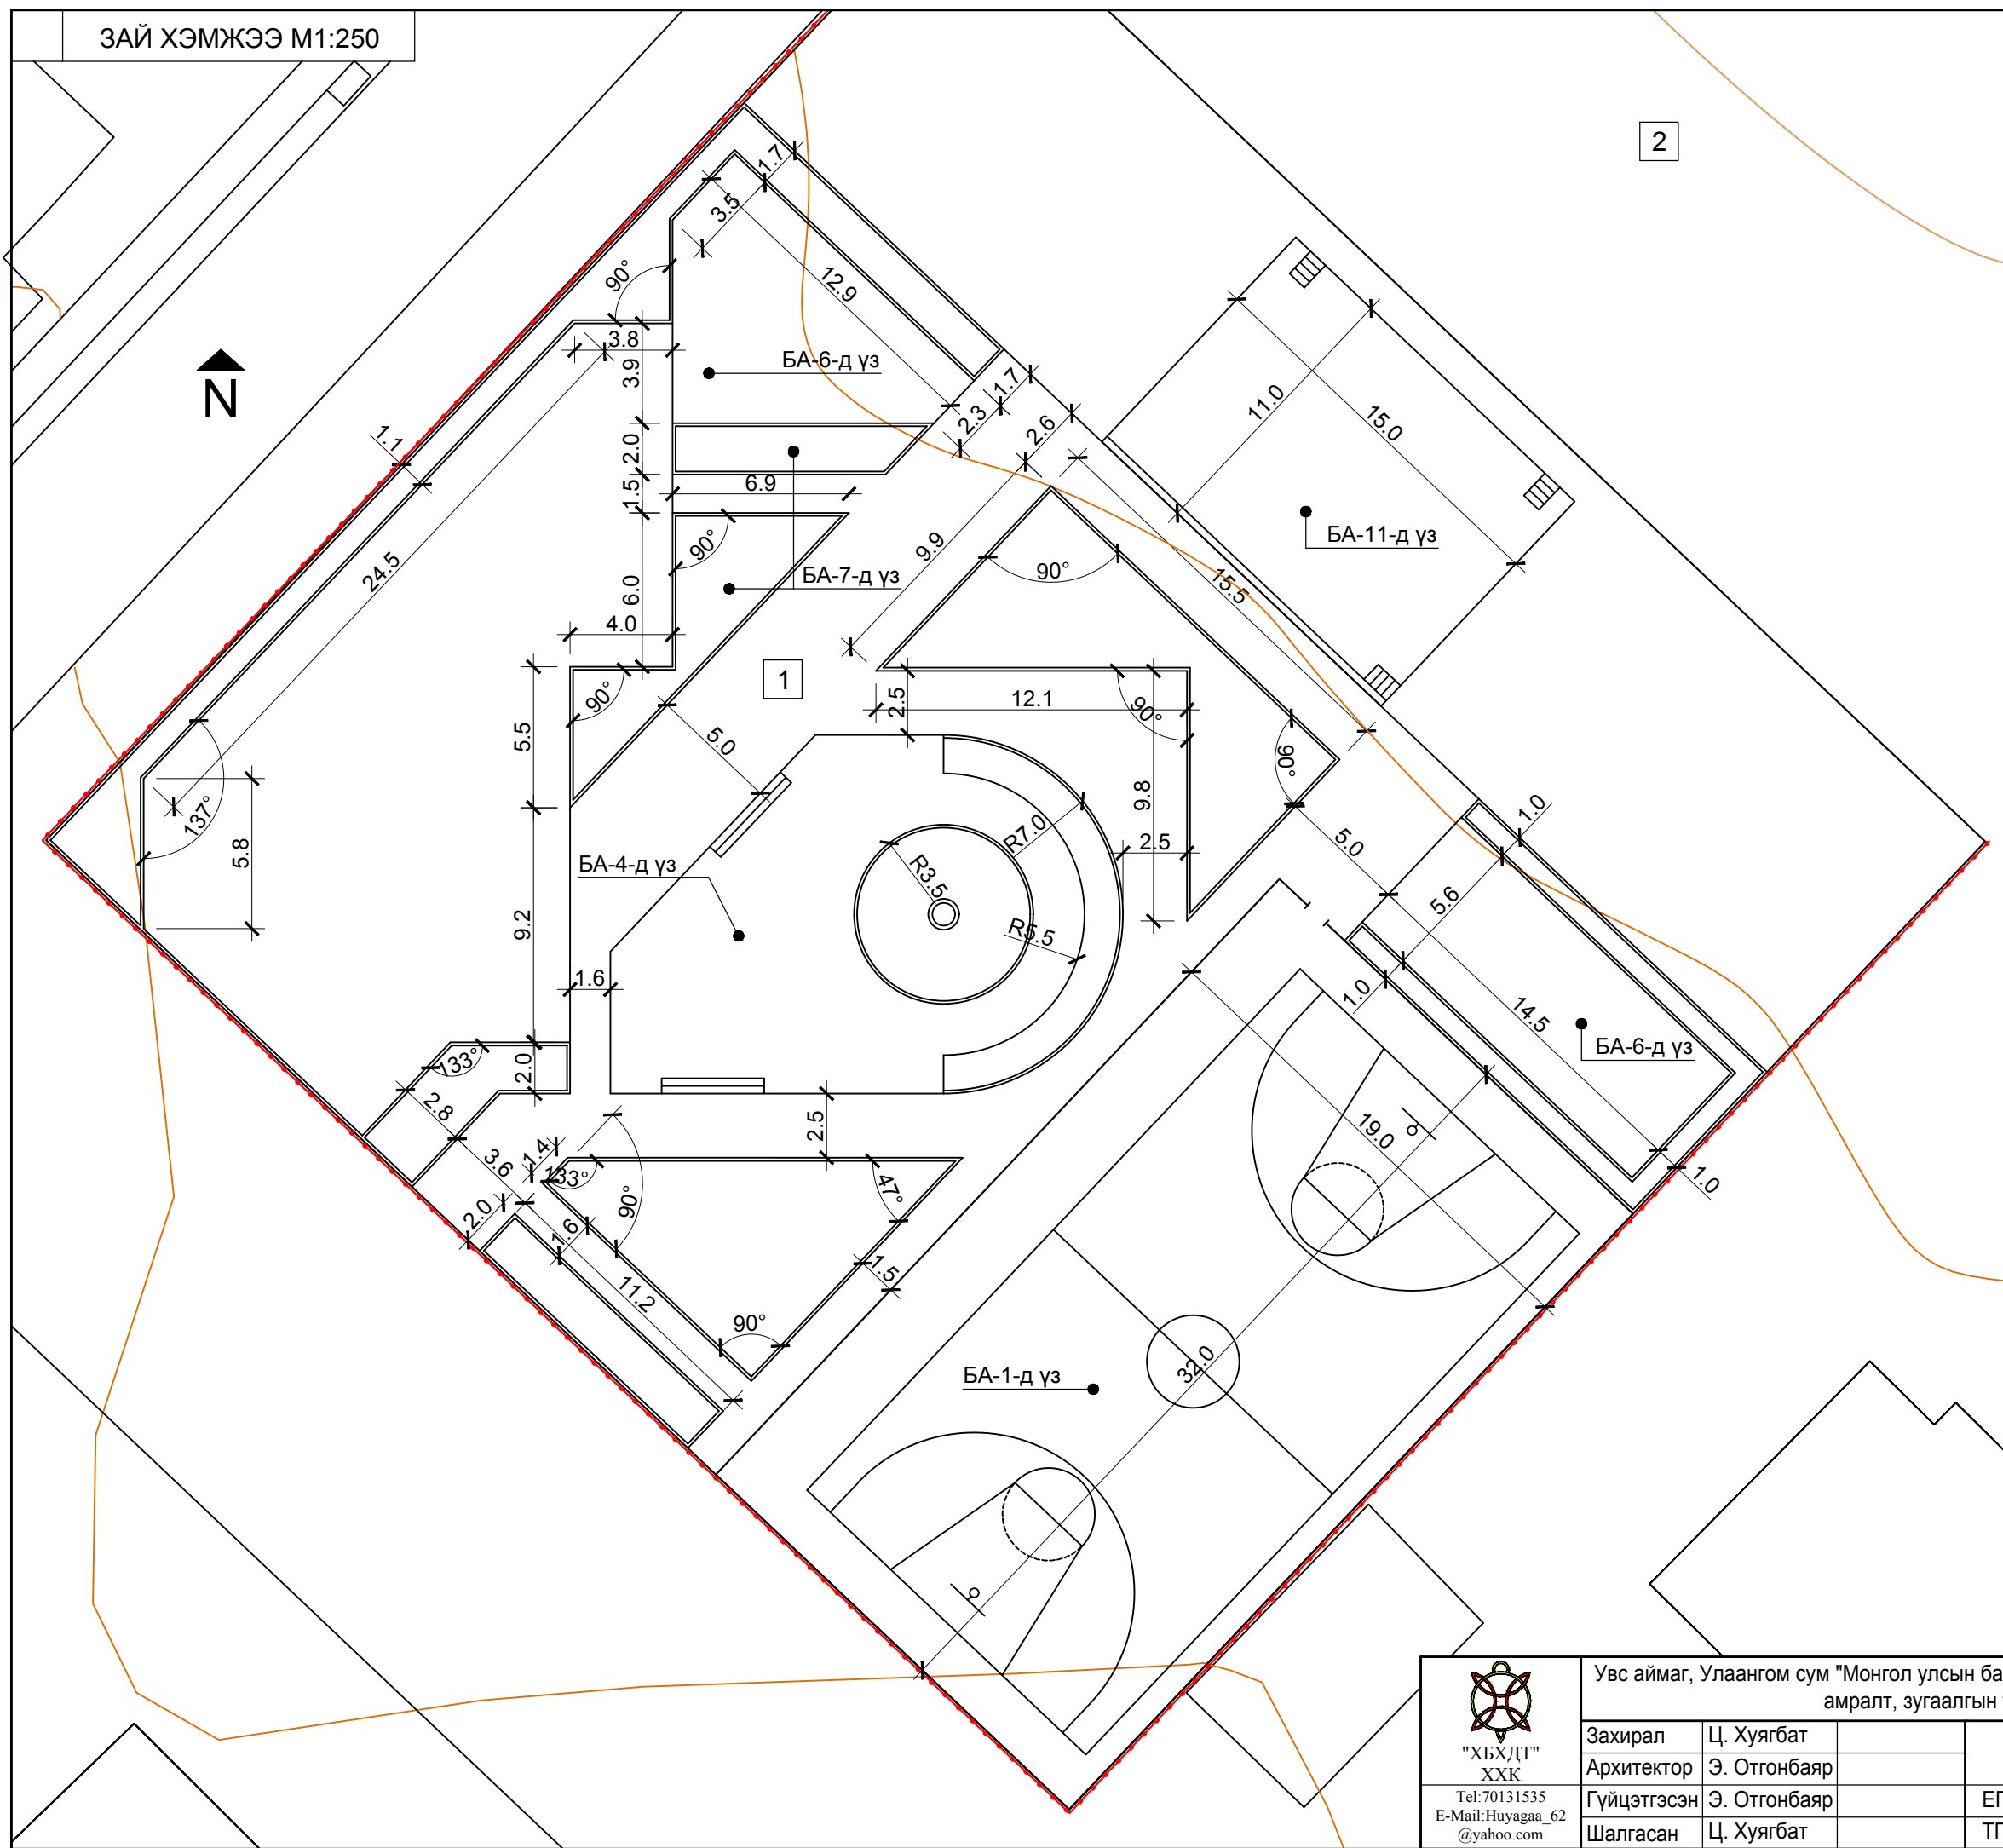 ЗАЙ ХЭМЖЭЭ М1:250
2
1.7
3.5
90°
12.9
3.8
БА-6-д үз
3.9
N
1.7
2.3
2.6
11.0
15.0
1.1
2.0
6.9
1.5
БА-11-д үз
9.9
90°
90°
24.5
БА-7-д үз
15.5
6.0
4.0
1
90°
2.5
12.1
90°
5.5
5.0
90°
137°
9.8
1.0
R7.0
2.5
5.0
5.8
БА-4-д үз
R3.5
5.6
9.2
R5.5
1.6
1.0
14.5
БА-6-д үз
133°
2.0
2.8
2.5
19.0
1.4
3.6
133°
47°
1.0
90°
2.0
1.6
1.5
11.2
90°
БА-1-д үз
32.0
Увс аймаг, Улаангом сум "Монгол улсын
амралт, зугаалгын
Захирал Ц. Хуягбат
"ХБХДТ"
ХХК
Архитектор Э. Отгонбаяр
Tel:70131535
Гүйцэтгэсэн Э. Отгонбаяр
E-Mail:Huyagaa_62
@yahoo.com
Шалгасан Ц. Хуягбат